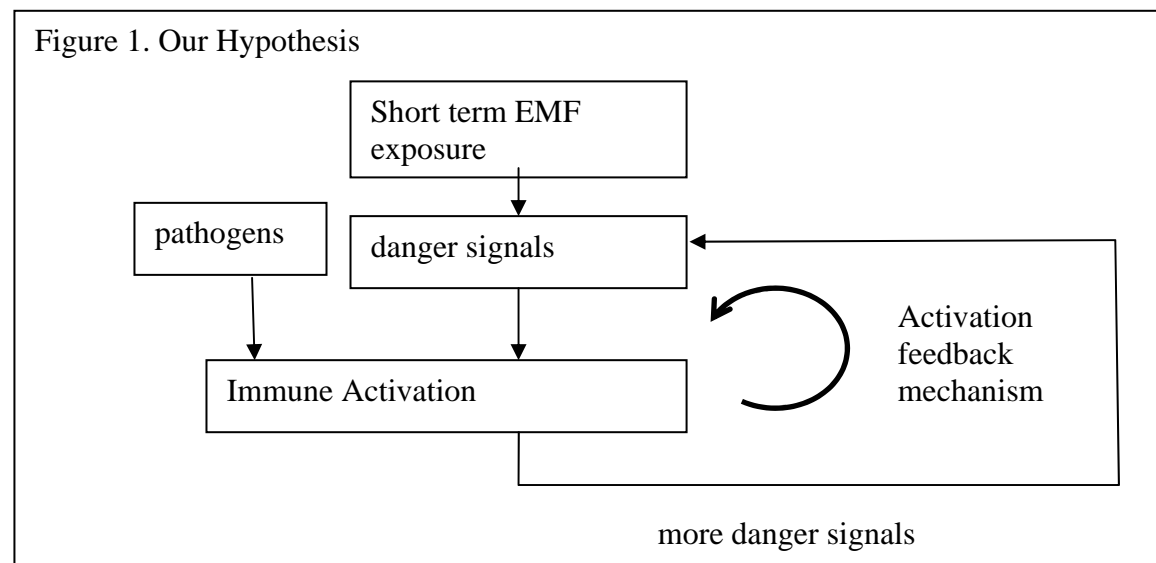 Figure 1. Our Hypothesis
Short term EMF
exposure
pathogens
danger signals
Activation
feedback
mechanism
Immune Activation
more danger signals